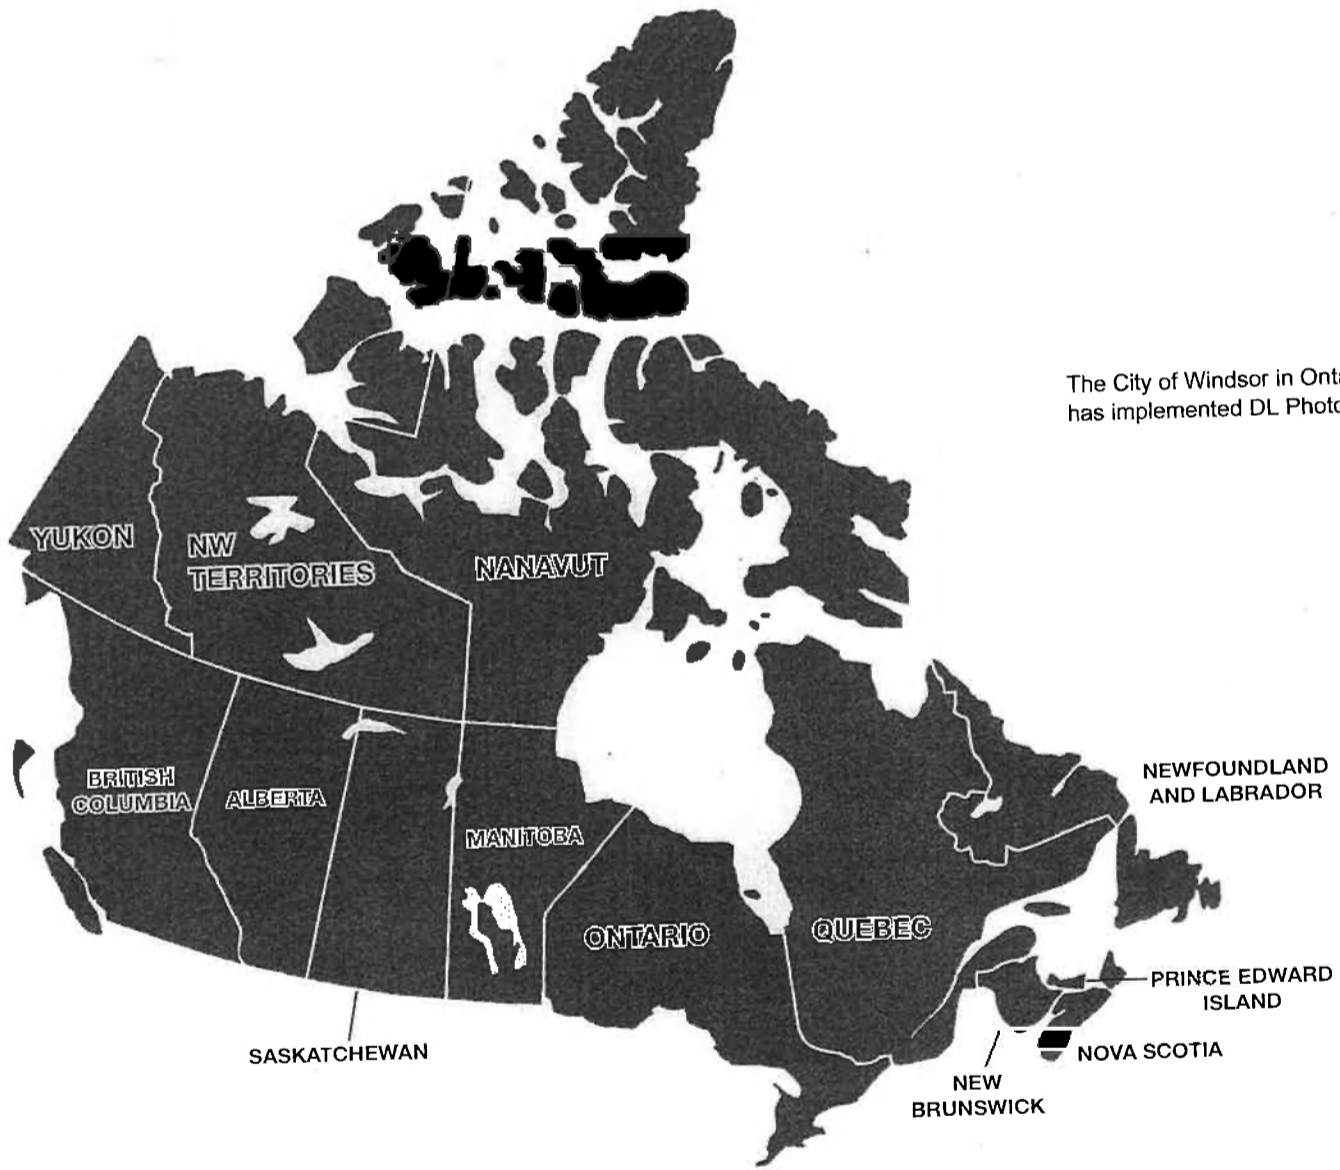 The City of Windsor in Ont
has implemented DL Photo
YUKON
NW
TERRITORIES
NANAVUT
BRITISH
COLUMBIA
ALBERTA
MANITOBA
ONTARIO
QUEBEC
NEWFOUNDLAND
AND LABRADOR
PRINCE EDWARD
ISLAND
NOVA SCOTIA
NEW
BRUNSWICK
SASKATCHEWAN